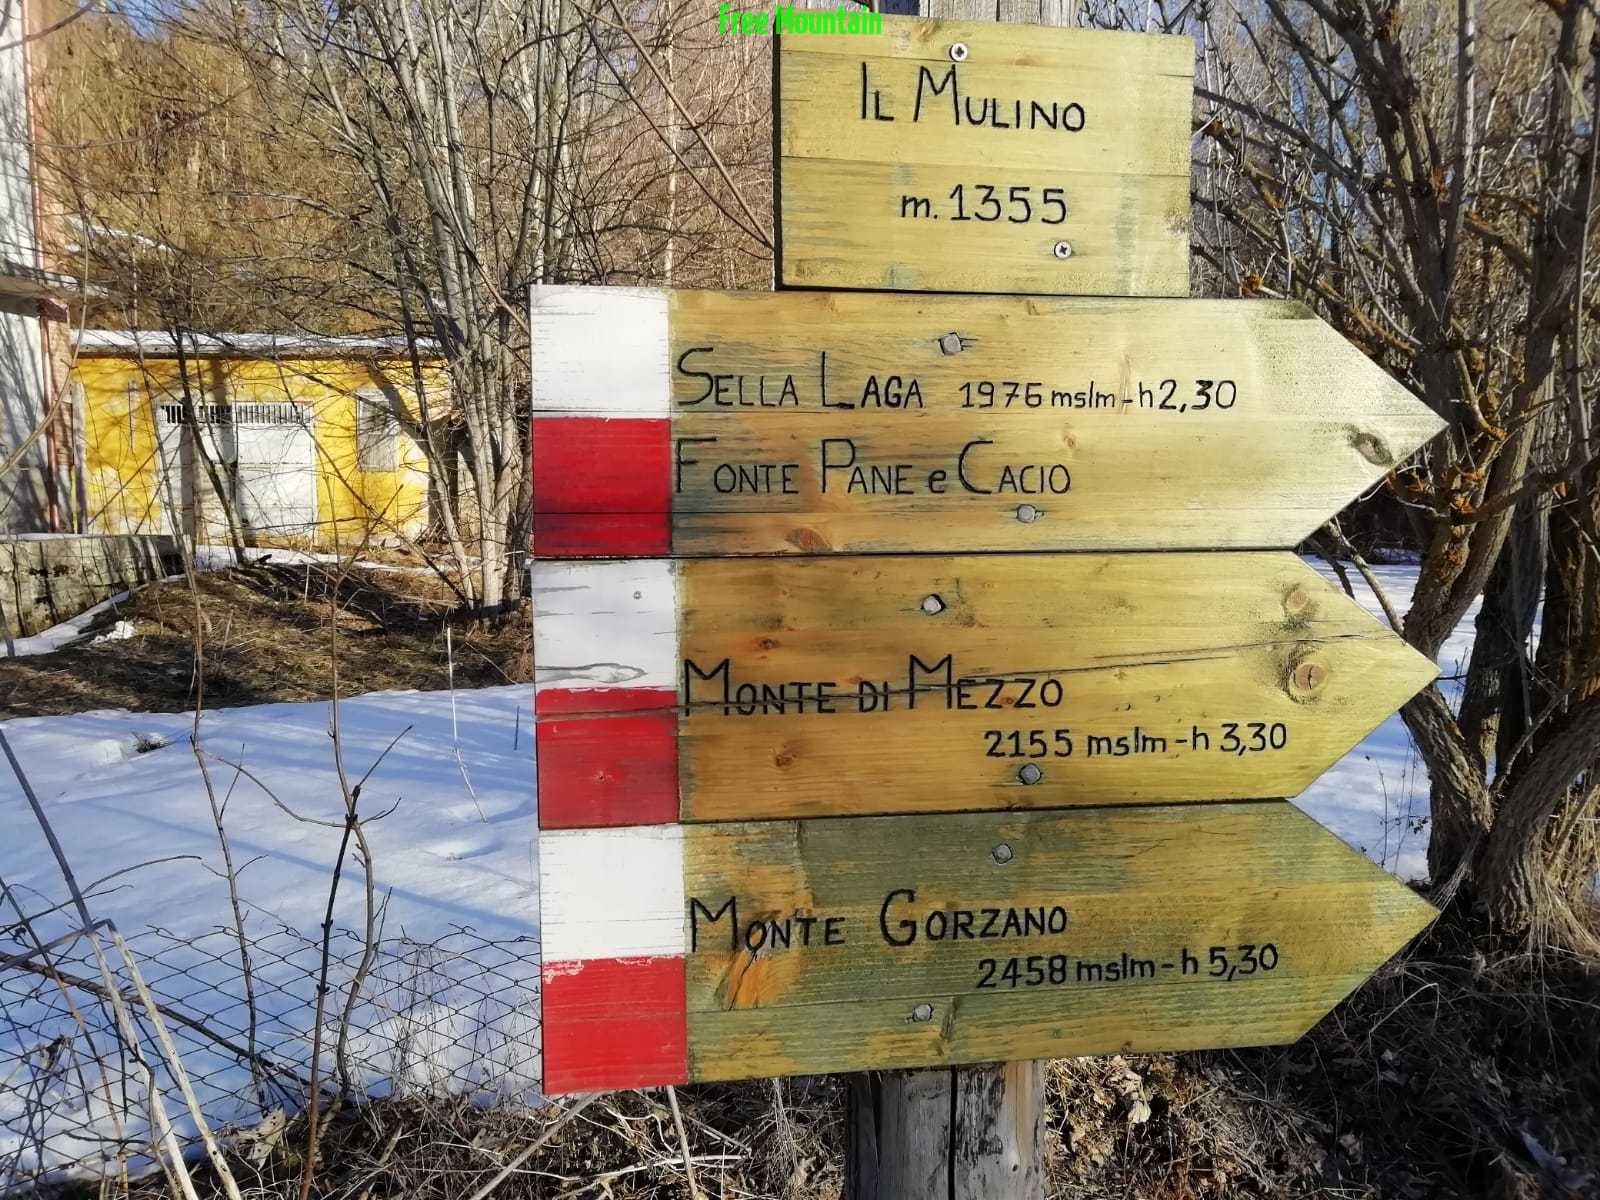 Free Mountain
IL MULINO
m. 1355
SELLA LAGA 1976 mslm - h 2,30
FONTE PANE e CACIO
MONTE DI MEZZO
2155 mslm - h 3,30
MONTE GORZANO
2458 mslm - h 5,30